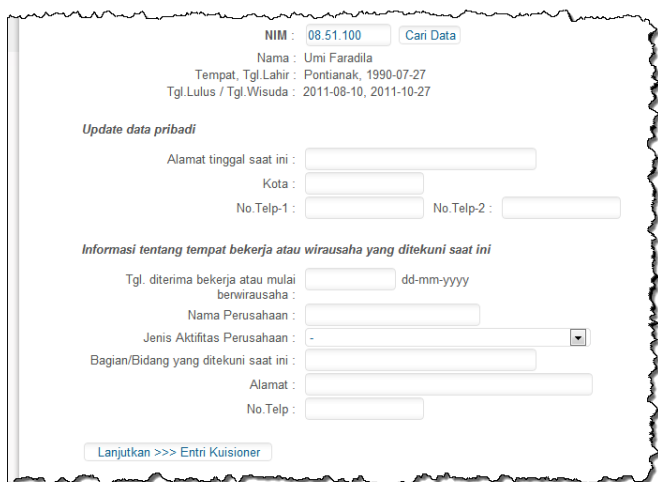 NIM : 08.51.100 Cari Data
Nama : Umi Faradila
Tempat, Tgl.Lahir : Pontianak, 1990-07-27
Tgl.Lulus / Tgl.Wisuda : 2011-08-10, 2011-10-27
Update data pribadi
Alamat tinggal saat ini :
Kota :
No.Telp-1 : No.Telp-2 :
Informasi tentang tempat bekerja atau wirausaha yang ditekuni saat ini
Tgl. diterima bekerja atau mulai dd-mm-yyyy
berwirausaha :
Nama Perusahaan :
Jenis Aktifitas Perusahaan : -
Bagian/Bidang yang ditekuni saat ini :
Alamat :
No.Telp :
Lanjutkan >>> Entri Kuisioner